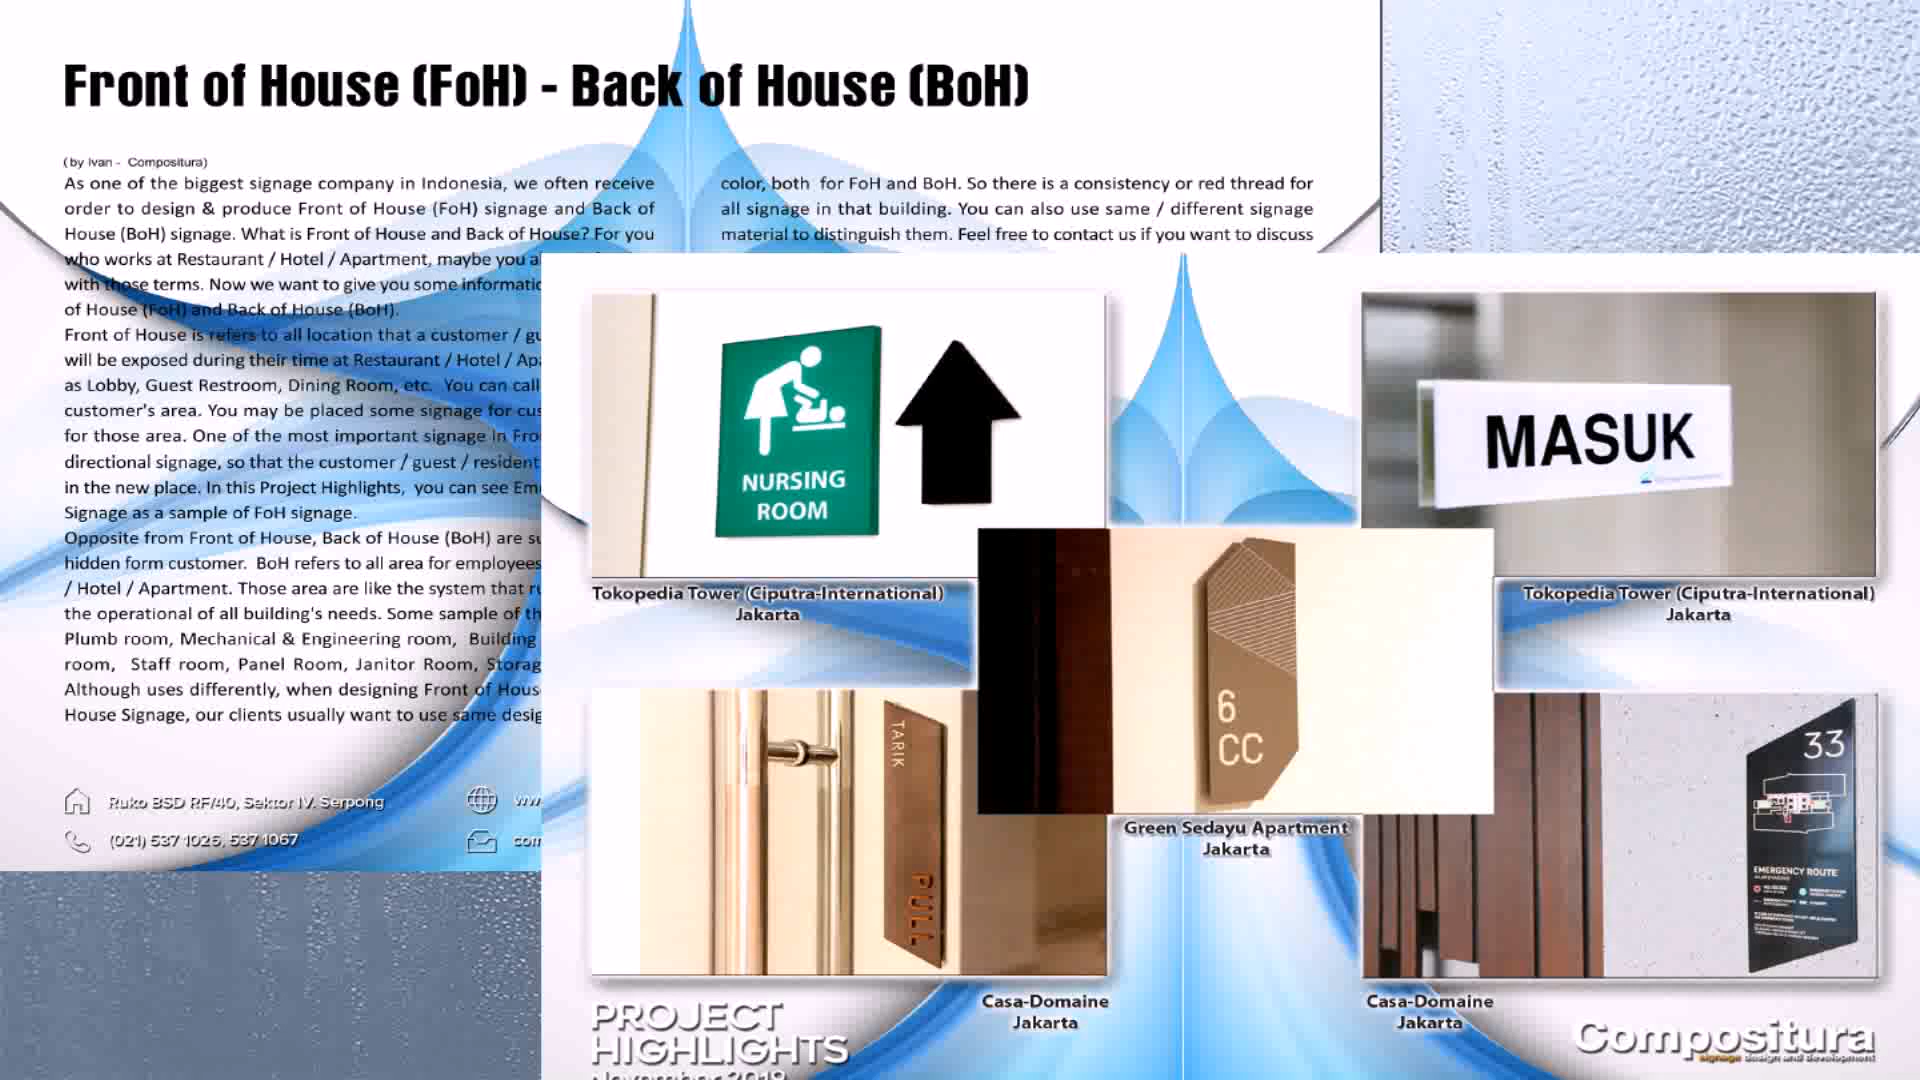 Front of House (FoH) - Back of House (BoH)
( by Ivan - Compositura)
As one of the biggest signage company in Indonesia, we often receive
order to design & produce Front of House (FoH) signage and Back of
House (BoH) signage. What is Front of House and Back of House? For you
who works at Restaurant / Hotel / Apartment, maybe you
with those terms. Now we want to give you some
of House (FoH) and Back of House (BoH).
Front of House is refers to all location that a customer /
will be exposed during their time at Restaurant / Hotel /
as Lobby, Guest Restroom, Dining Room, etc. You can call
customer's area. You may be placed some signage for
for those area. One of the most important signage in
directional signage, so that the customer / guest / resident
in the new place. In this Project Highlights, you can see
Signage as a sample of FoH signage.
Opposite from Front of House, Back of House (BoH) are
hidden form customer. BoH refers to all area for employees
/ Hotel / Apartment. Those area are like the system that
the operational of all building's needs. Some sample of
Plumb room, Mechanical & Engineering room, Building
room, Staff room, Panel Room, Janitor Room,
Although uses differently, when designing Front of
House Signage, our clients usually want to use same
color, both for FoH and BoH. So there is a consistency or red thread for
all signage in that building. You can also use same / different signage
material to distinguish them. Feel free to contact us if you want to discuss
Ruko BSD RF/40, Sektor IV. Serpong
(021) 537 1025, 537 1067
NURSING
ROOM
Tokopedia Tower (Ciputra-International)
Jakarta
MASUK
Tokopedia Tower (Ciputra-International)
Jakarta
6
CC
Green Sedayu Apartment
Jakarta
TARIK
PULL
Casa-Domaine
Jakarta
33
EMERGENCY ROUTE
Casa-Domaine
Jakarta
PROJECT
HIGHLIGHTS
November 2019
Compositura
signage design and development